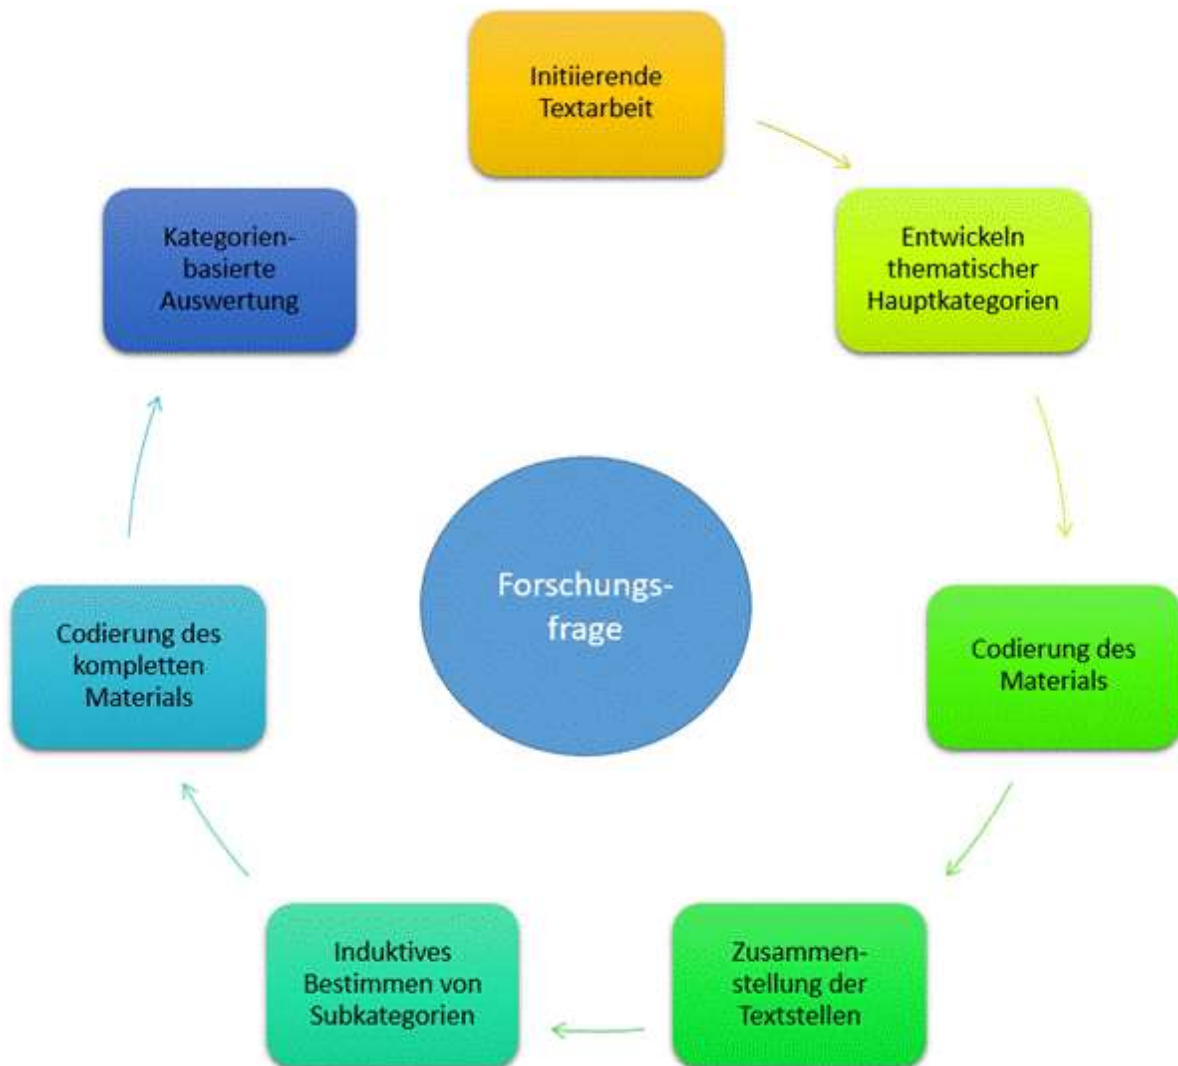 Initiierende
Textarbeit
Entwickeln
thematischer
Hauptkategorien
Codierung des
Materials
Zusammen-
stellung der
Textstellen
Induktives
Bestimmen von
Subkategorien
Codierung des
kompletten
Materials
Kategorien-
basierte
Auswertung
Forschungs-
frage